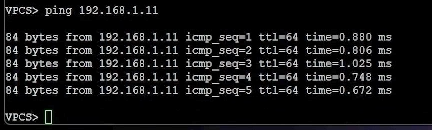 VPCS> ping 192.168.1.11
84 bytes from 192.168.1.11 icmp_seq=1 ttl=64 time=0.880 ms
84 bytes from 192.168.1.11 icmp_seq=2 ttl=64 time=0.806 ms
84 bytes from 192.168.1.11 icmp_seq=3 ttl=64 time=1.025 ms
84 bytes from 192.168.1.11 icmp_seq=4 ttl=64 time=0.748 ms
84 bytes from 192.168.1.11 icmp_seq=5 ttl=64 time=0.672 ms
VPCS>